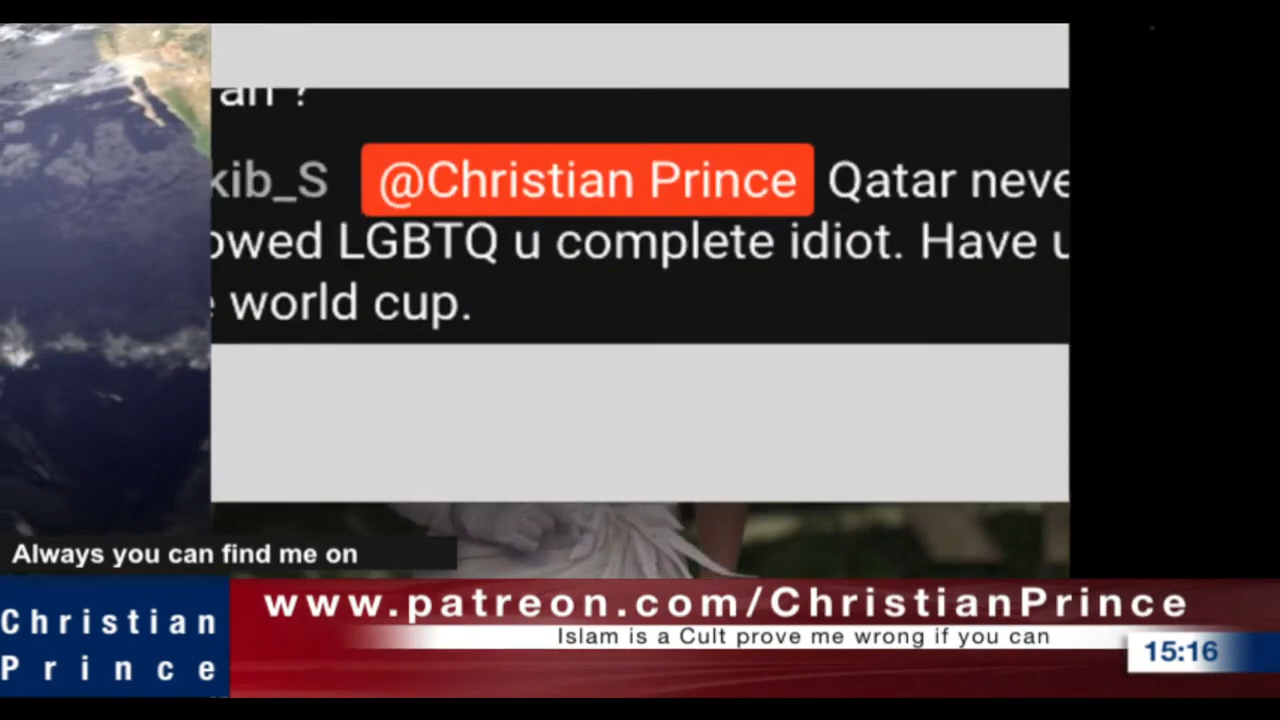 an ?
kib_S @Christian Prince Qatar neve
owed LGBTQ u complete idiot. Have u
world cup.
Always you can find me on
Christian
Prince
www.patreon.com/ChristianPrince
Islam is a Cult prove me wrong if you can
15:16